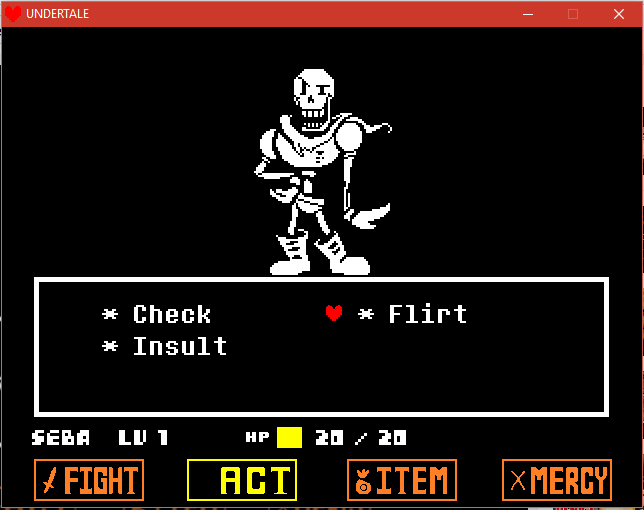 UNDERTALE
* Check * Flirt
* Insult
SEBA LV 1 HP 20 / 20
FIGHT ACT ITEM MERCY